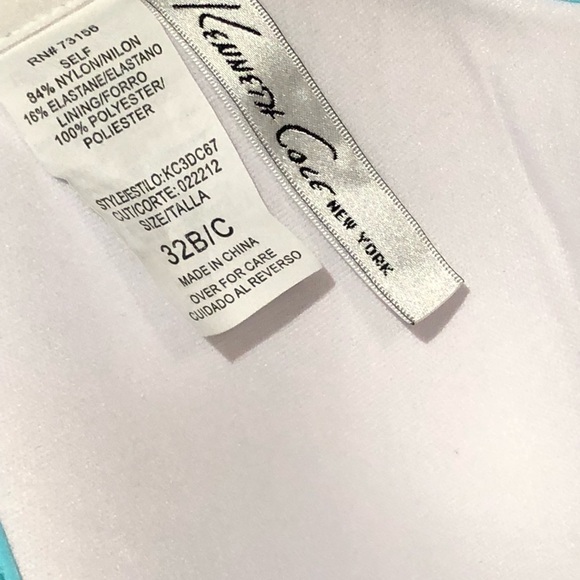 RN# 73156
SELF
84% NYLON/NILON
16% ELASTANE/ELASTANO
LINING/FORRO
100% POLYESTER/
POLIESTER
STYLE/ESTILO:KC3DC67
CUT/CORTE: 022212
SIZE/TALLA
32B/C
MADE IN CHINA
OVER FOR CARE
CUIDADO AL REVERSO
KENNETH COLE NEW YORK